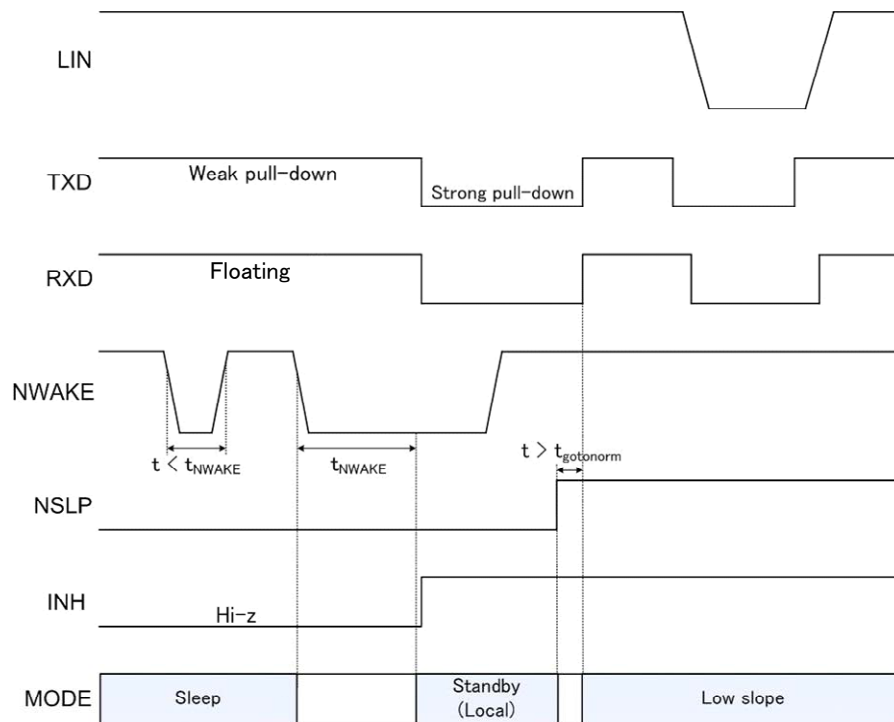 LIN
TXD
Weak pull-down
Strong pull-down
RXD
Floating
NWAKE
t < tNWAKE
tNWAKE
t > tgotonorm
NSLP
INH
Hi-z
MODE
Sleep
Standby
(Local)
Low slope